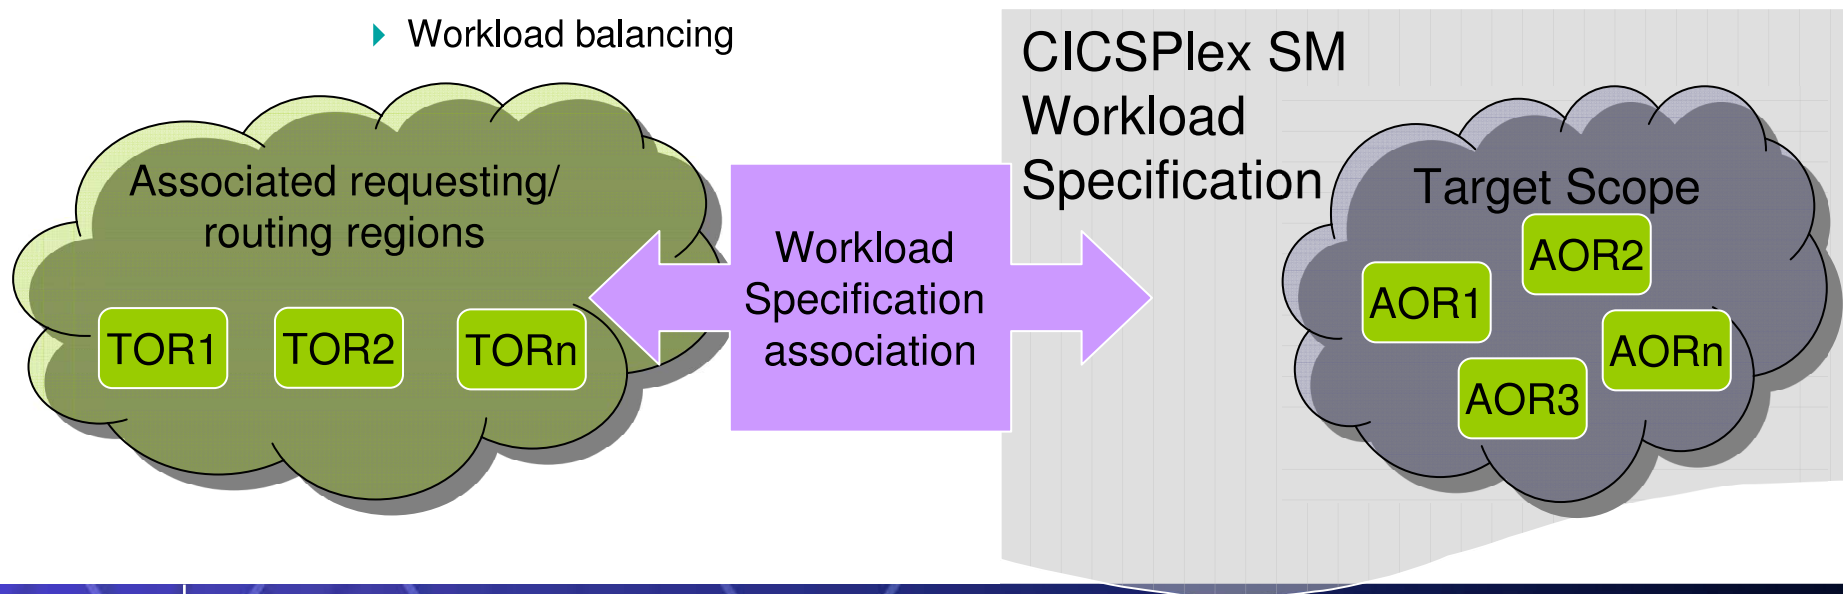 Workload balancing
Associated requesting/
routing regions
TOR1
TOR2
TORn
Workload
Specification
association
CICSPlex SM
Workload
Specification
Target Scope
AOR2
AOR1
AORn
AOR3